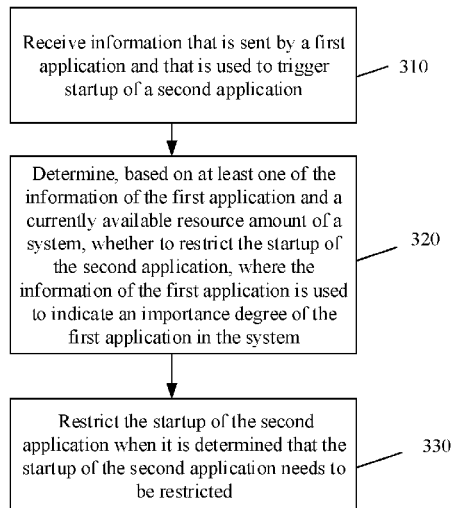 Receive information that is sent by a first
application and that is used to trigger
startup of a second application
310
Determine, based on at least one of the
information of the first application and a
currently available resource amount of a
system, whether to restrict the startup of
the second application, where the
information of the first application is used
to indicate an importance degree of the
first application in the system
320
Restrict the startup of the second
application when it is determined that the
startup of the second application needs to
be restricted
330